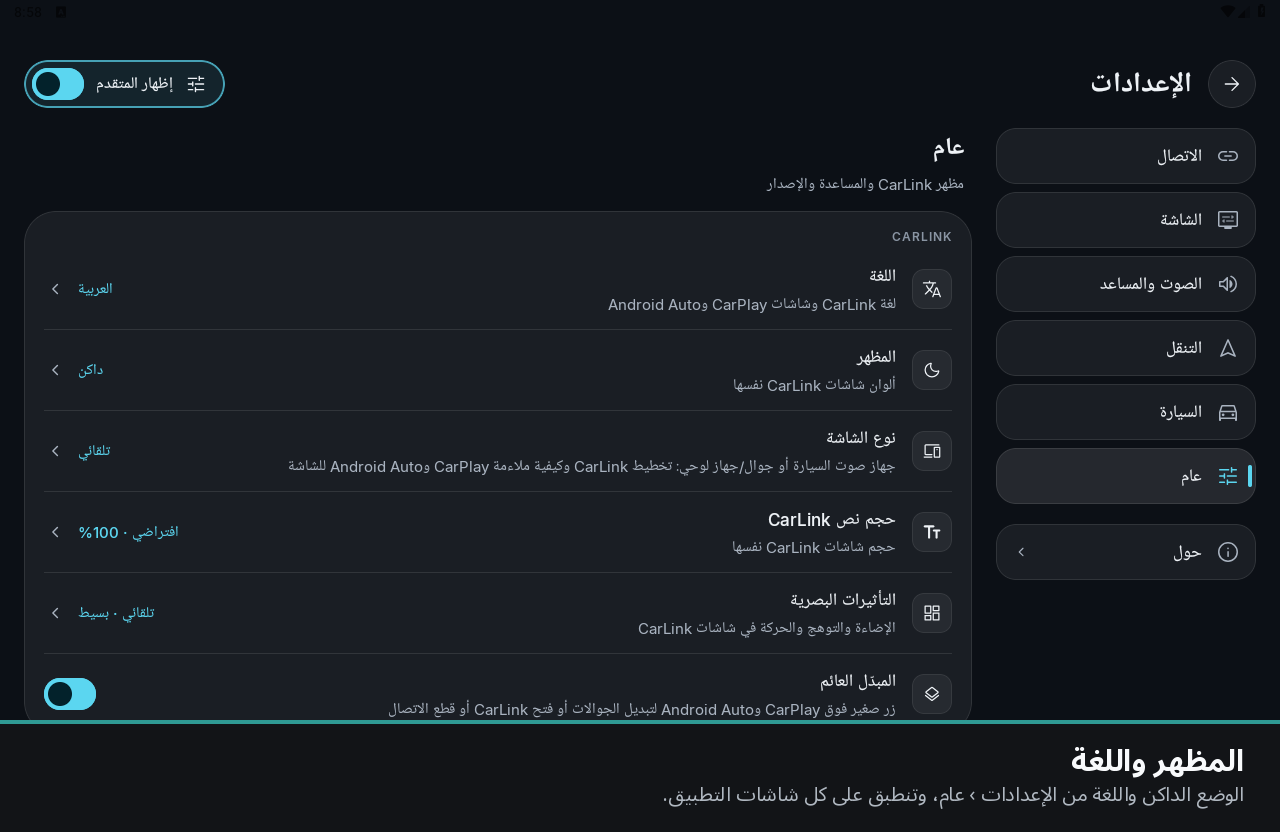 8:59
الإعدادات
إظهار المتقدم
الاتصال
الشاشة
الصوت والمساعد
التنقل
السيارة
عام
حول
عام
مظهر CarLink والمساعدة والإصدار
CARLINK
اللغة
لغة CarLink وشاشات CarPlay وAndroid Auto
العربية
المظهر
ألوان شاشات CarLink نفسها
داكن
نوع الشاشة
جهاز صوت السيارة أو جوال/جهاز لوحي: تخطيط CarLink وكيفية ملاءمة CarPlay وAndroid Auto للشاشة
تلقائي
حجم نص CarLink
حجم شاشات CarLink نفسها
افتراضي · 100%
التأثيرات البصرية
الإضاءة والتوهج والحركة في شاشات CarLink
تلقائي · بسيط
المبدّل العائم
زر صغير فوق CarPlay وAndroid Auto لتبديل الجوالات أو فتح CarLink أو قطع الاتصال
المظهر واللغة
الوضع الداكن واللغة من الإعدادات › عام، وتنطبق على كل شاشات التطبيق.